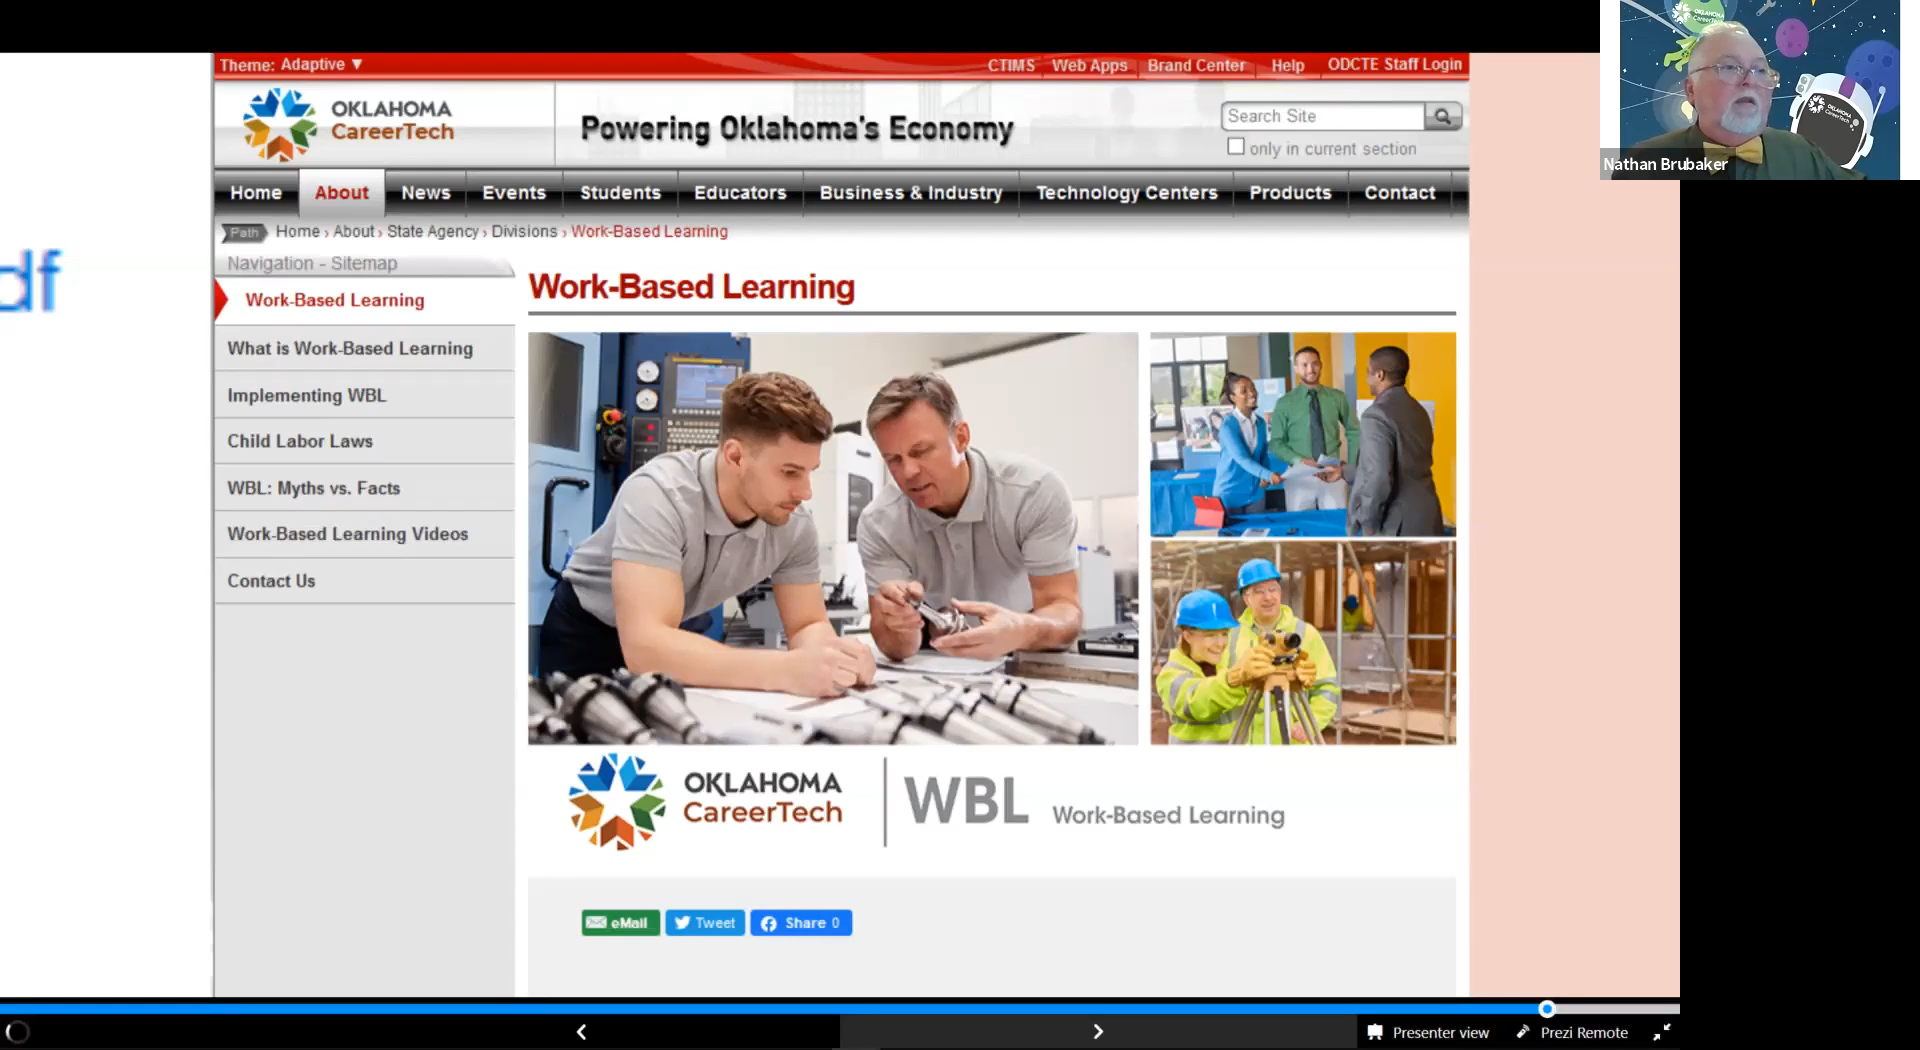 Theme: Adaptive ▼
CTIMS Web Apps Brand Center Help ODCTE Staff Login
OKLAHOMA
CareerTech
Powering Oklahoma's Economy
Search Site
only in current section
Home About News Events Students Educators Business & Industry Technology Centers Products Contact
Path Home › About › State Agency › Divisions › Work-Based Learning
Navigation - Sitemap
Work-Based Learning
What is Work-Based Learning
Implementing WBL
Child Labor Laws
WBL: Myths vs. Facts
Work-Based Learning Videos
Contact Us
df
Work-Based Learning
OKLAHOMA
CareerTech
WBL Work-Based Learning
eMail Tweet Share 0
OKLAHOMA
CareerTech
OKLAHOMA
CareerTech
Nathan Brubaker
Presenter view Prezi Remote